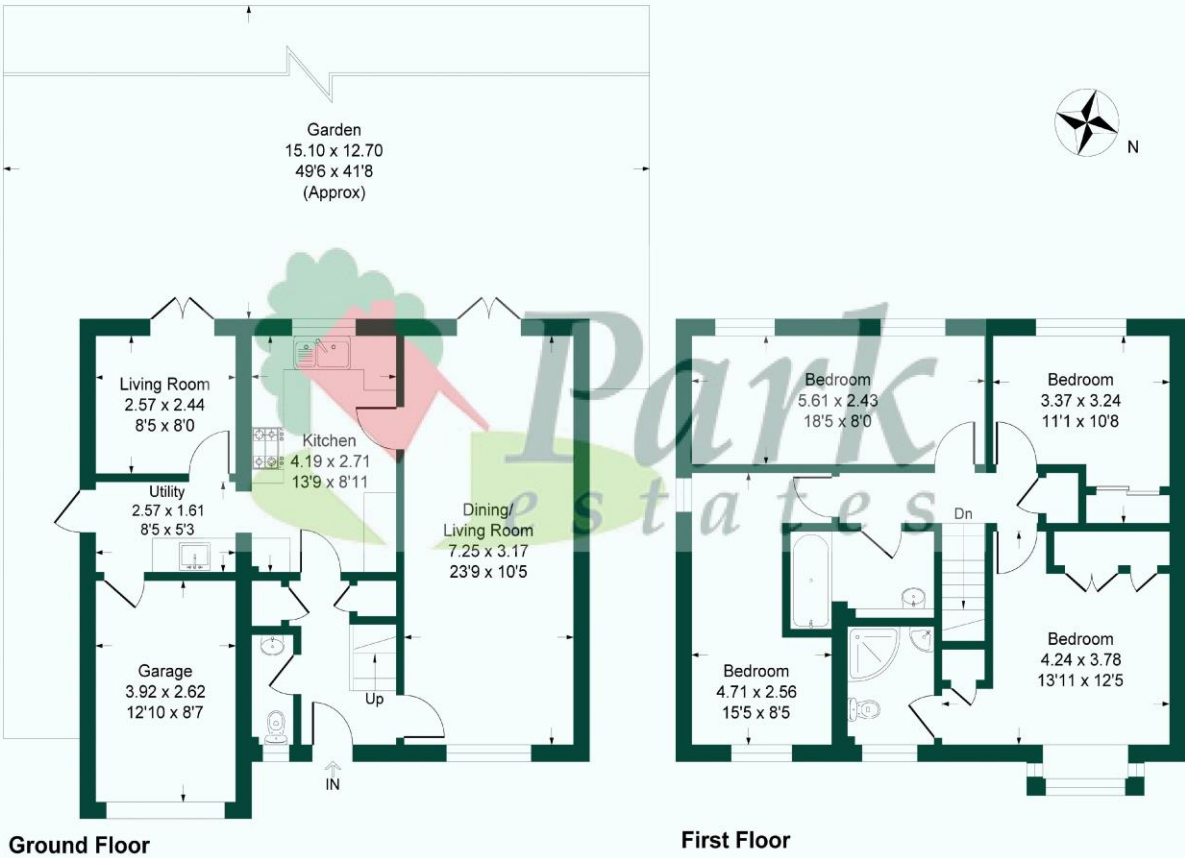 Garden
15.10 x 12.70
49'6 x 41'8
(Approx)
N
Park
estates
Living Room
2.57 x 2.44
8'5 x 8'0
Kitchen
4.19 x 2.71
13'9 x 8'11
Utility
2.57 x 1.61
8'5 x 5'3
Dining/
Living Room
7.25 x 3.17
23'9 x 10'5
Garage
3.92 x 2.62
12'10 x 8'7
Up
IN
Ground Floor
Bedroom
5.61 x 2.43
18'5 x 8'0
Bedroom
3.37 x 3.24
11'1 x 10'8
Dn
Bedroom
4.71 x 2.56
15'5 x 8'5
Bedroom
4.24 x 3.78
13'11 x 12'5
First Floor